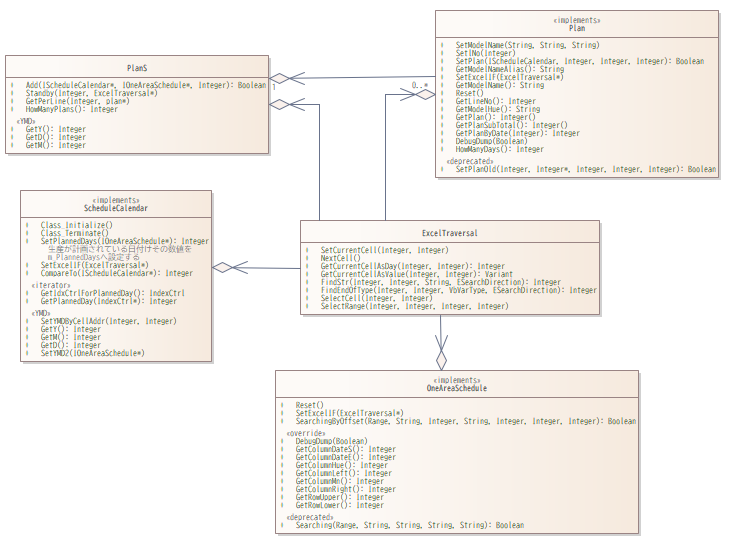 PlanS
Add(IScheduleCalendar*, IOneAreaSchedule*, Integer): Boolean
Standby(Integer, ExcelTraversal*)
GetPerLine(Integer, plan*)
HowManyPlans(): Integer
«YMD»
GetY(): Integer
GetD(): Integer
GetM(): Integer
1
0..*
«implements»
Plan
SetModelName(String, String, String)
SetlNo(Integer)
SetPlan(IScheduleCalendar, Integer, Integer, Integer): Boolean
GetModelNameAlias(): String
SetExcelIF(ExcelTraversal*)
GetModelName(): String
Reset()
GetLineNo(): Integer
GetModelHue(): String
GetPlan(): Integer()
GetPlanSubTotal(): Integer()
GetPlanByDate(Integer): Integer
DebugDump(Boolean)
HowManyDays(): Integer
«deprecated»
SetPlanOld(Integer, Integer*, Integer, Integer, Integer, Integer): Boolean
«implements»
ScheduleCalendar
Class_Initialize()
Class_Terminate()
SetPlannedDays(IOneAreaSchedule*): Integer
生産が計画されている日付けその数値を
m_PlannedDaysへ設定する
SetExcelIF(ExcelTraversal*)
CompareTo(IScheduleCalendar*): Integer
«iterator»
GetIdxCtrlForPlannedDay(): IndexCtrl
GetPlannedDay(IndexCtrl*): Integer
«YMD»
SetYMDByCellAddr(Integer, Integer)
GetY(): Integer
GetM(): Integer
GetD(): Integer
SetYMD2(IOneAreaSchedule*)
ExcelTraversal
SetCurrentCell(Integer, Integer)
NextCell()
GetCurrentCellAsDay(Integer, Integer): Integer
GetCurrentCellAsValue(Integer, Integer): Variant
FindStr(Integer, Integer, String, ESearchDirection): Integer
FindEndOfType(Integer, Integer, VbVarType, ESearchDirection): Integer
SelectCell(Integer, Integer)
SelectRange(Integer, Integer, Integer, Integer)
«implements»
OneAreaSchedule
Reset()
SetExcelIF(ExcelTraversal*)
SearchingByOffset(Range, String, Integer, String, Integer, Integer, Integer, Integer): Boolean
«override»
DebugDump(Boolean)
GetColumnDateS(): Integer
GetColumnDateE(): Integer
GetColumnHue(): Integer
GetColumnLeft(): Integer
GetColumnMn(): Integer
GetColumnRight(): Integer
GetRowUpper(): Integer
GetRowLower(): Integer
«deprecated»
Searching(Range, String, String, String, String): Boolean